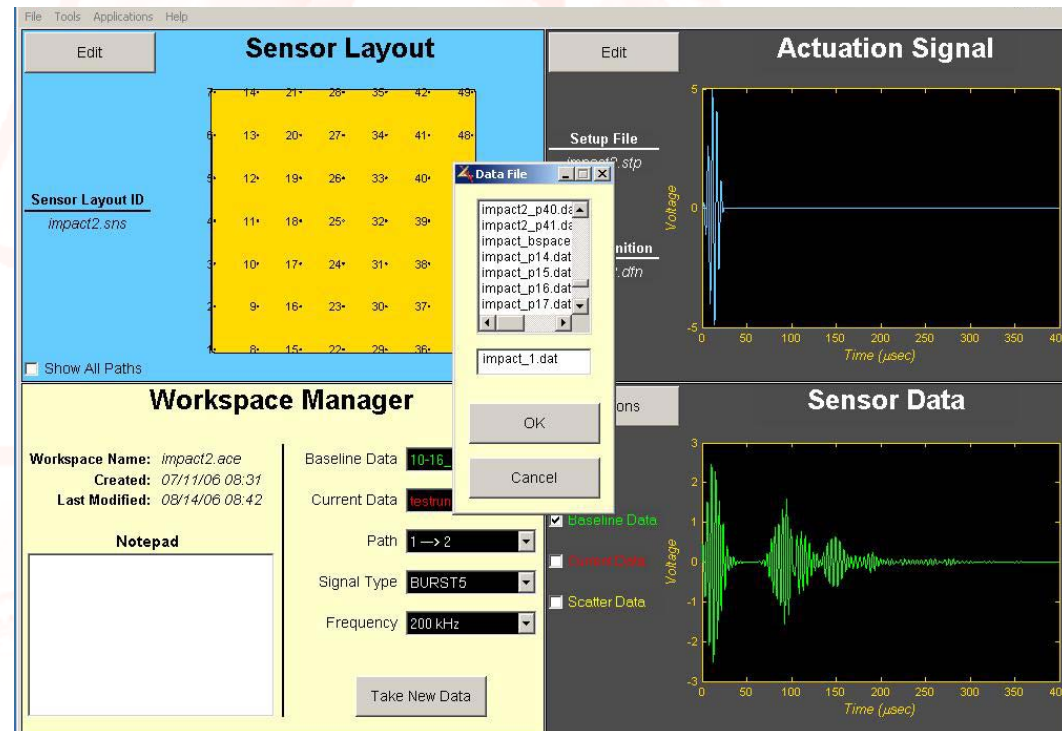 File Tools Applications Help
Edit
Sensor Layout
7 14 21 28 35 42 49
6 13 20 27 34 41 48
5 12 19 26 33 40
4 11 18 25 32 39
3 10 17 24 31 38
2 9 16 23 30 37
1 8 15 22 29 36
Sensor Layout ID
impact2.sns
Show All Paths
Edit
Actuation Signal
Setup File
impact2.stp
nition
.dfn
Voltage
5
0
-5
0 50 100 150 200 250 300 350 40
Time (µsec)
Data File
impact2_p40.da
impact2_p41.da
impact_bspace
impact_p14.dat
impact_p15.dat
impact_p16.dat
impact_p17.dat
impact_1.dat
OK
Cancel
Workspace Manager
Workspace Name: impact2.ace
Created: 07/11/06 08:31
Last Modified: 08/14/06 08:42
Notepad
Baseline Data 10-16_
Current Data testrun
Path 1 —> 2
Signal Type BURST5
Frequency 200 kHz
Take New Data
ons
Sensor Data
Baseline Data
Current Data
Scatter Data
Voltage
3
2
1
0
-1
-2
-3
0 50 100 150 200 250 300 350 40
Time (µsec)